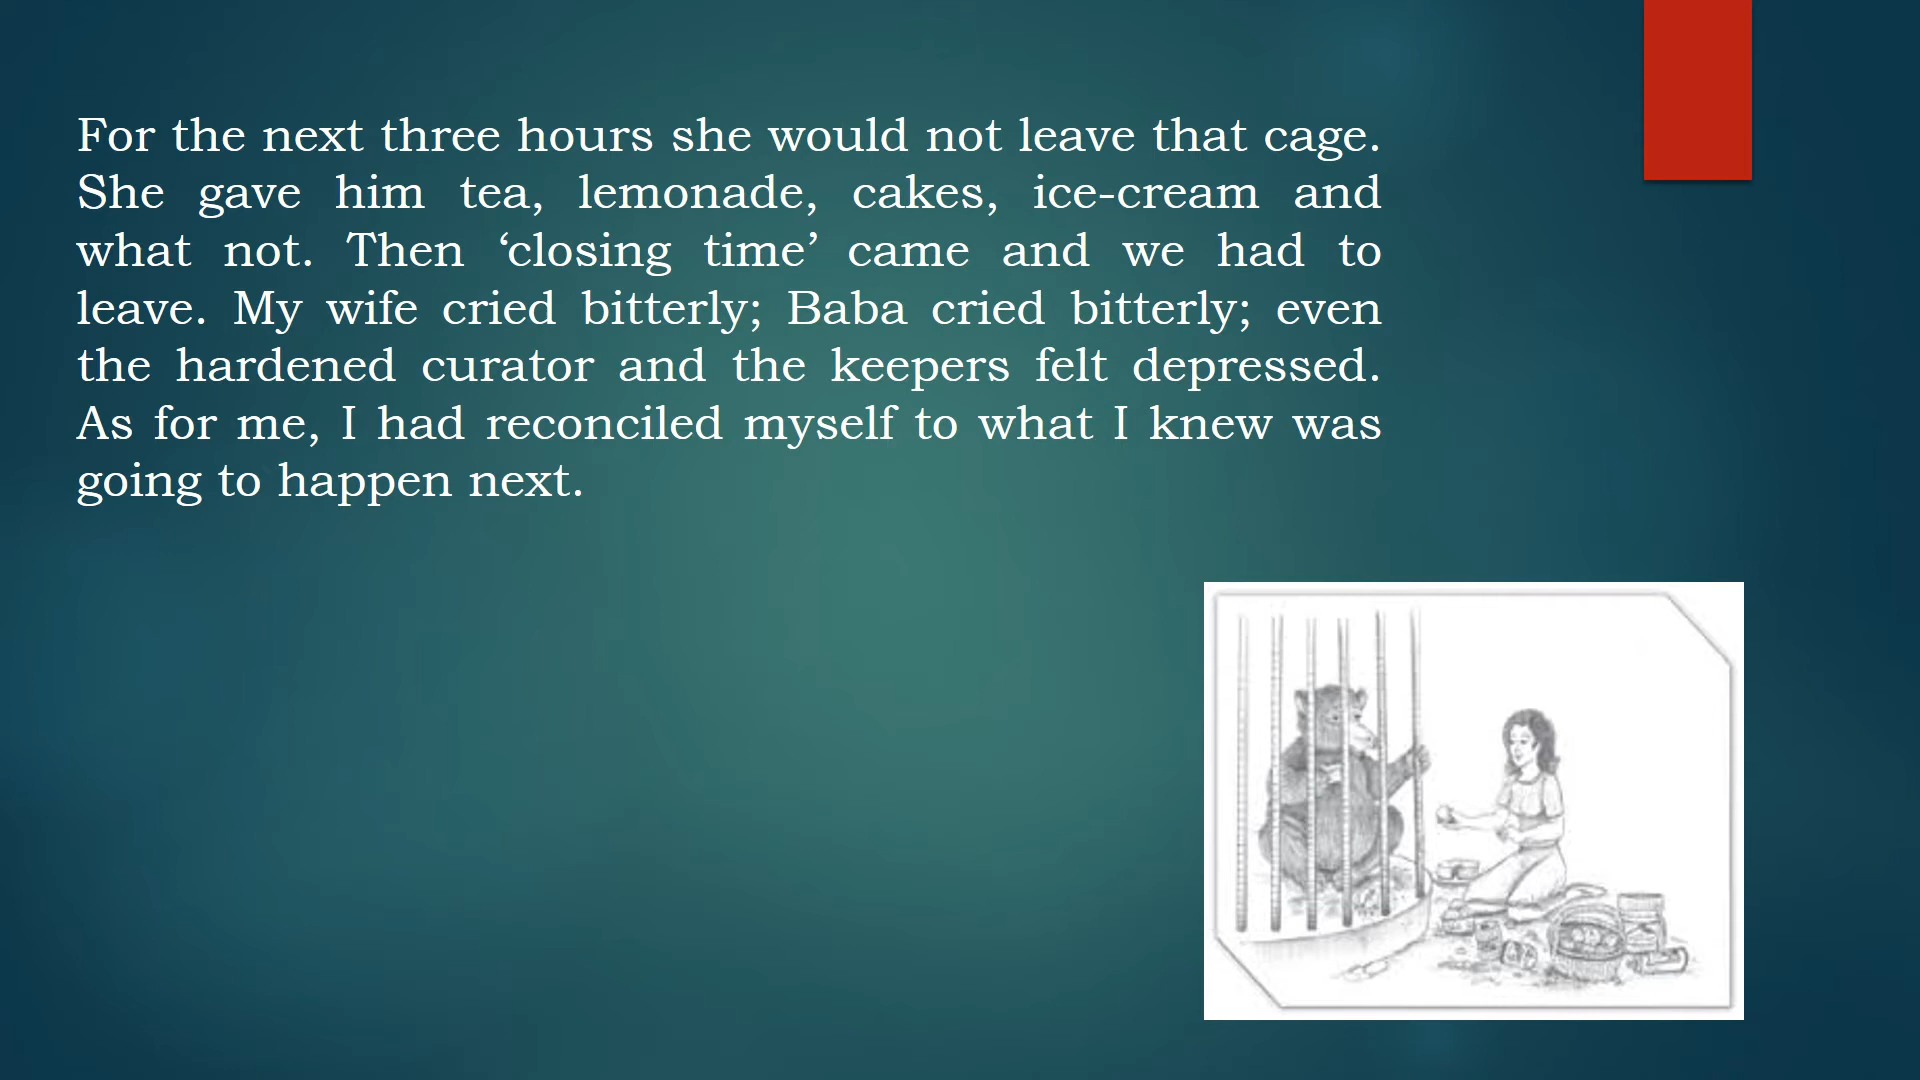 For the next three hours she would not leave that cage.
She gave him tea, lemonade, cakes, ice-cream and
what not. Then ‘closing time’ came and we had to
leave. My wife cried bitterly; Baba cried bitterly; even
the hardened curator and the keepers felt depressed.
As for me, I had reconciled myself to what I knew was
going to happen next.